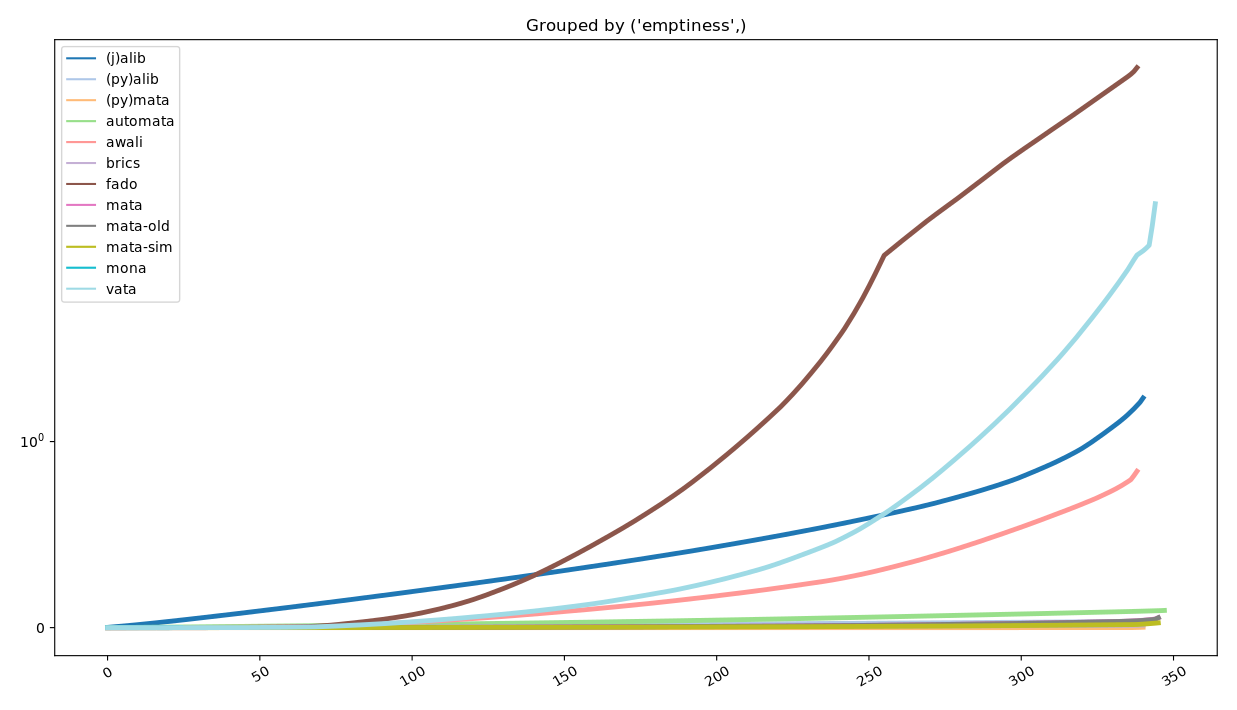 Grouped by ('emptiness',)
(j)alib
(py)alib
(py)mata
automata
awali
brics
fado
mata
mata-old
mata-sim
mona
vata
10⁰
0
0
50
100
150
200
250
300
350